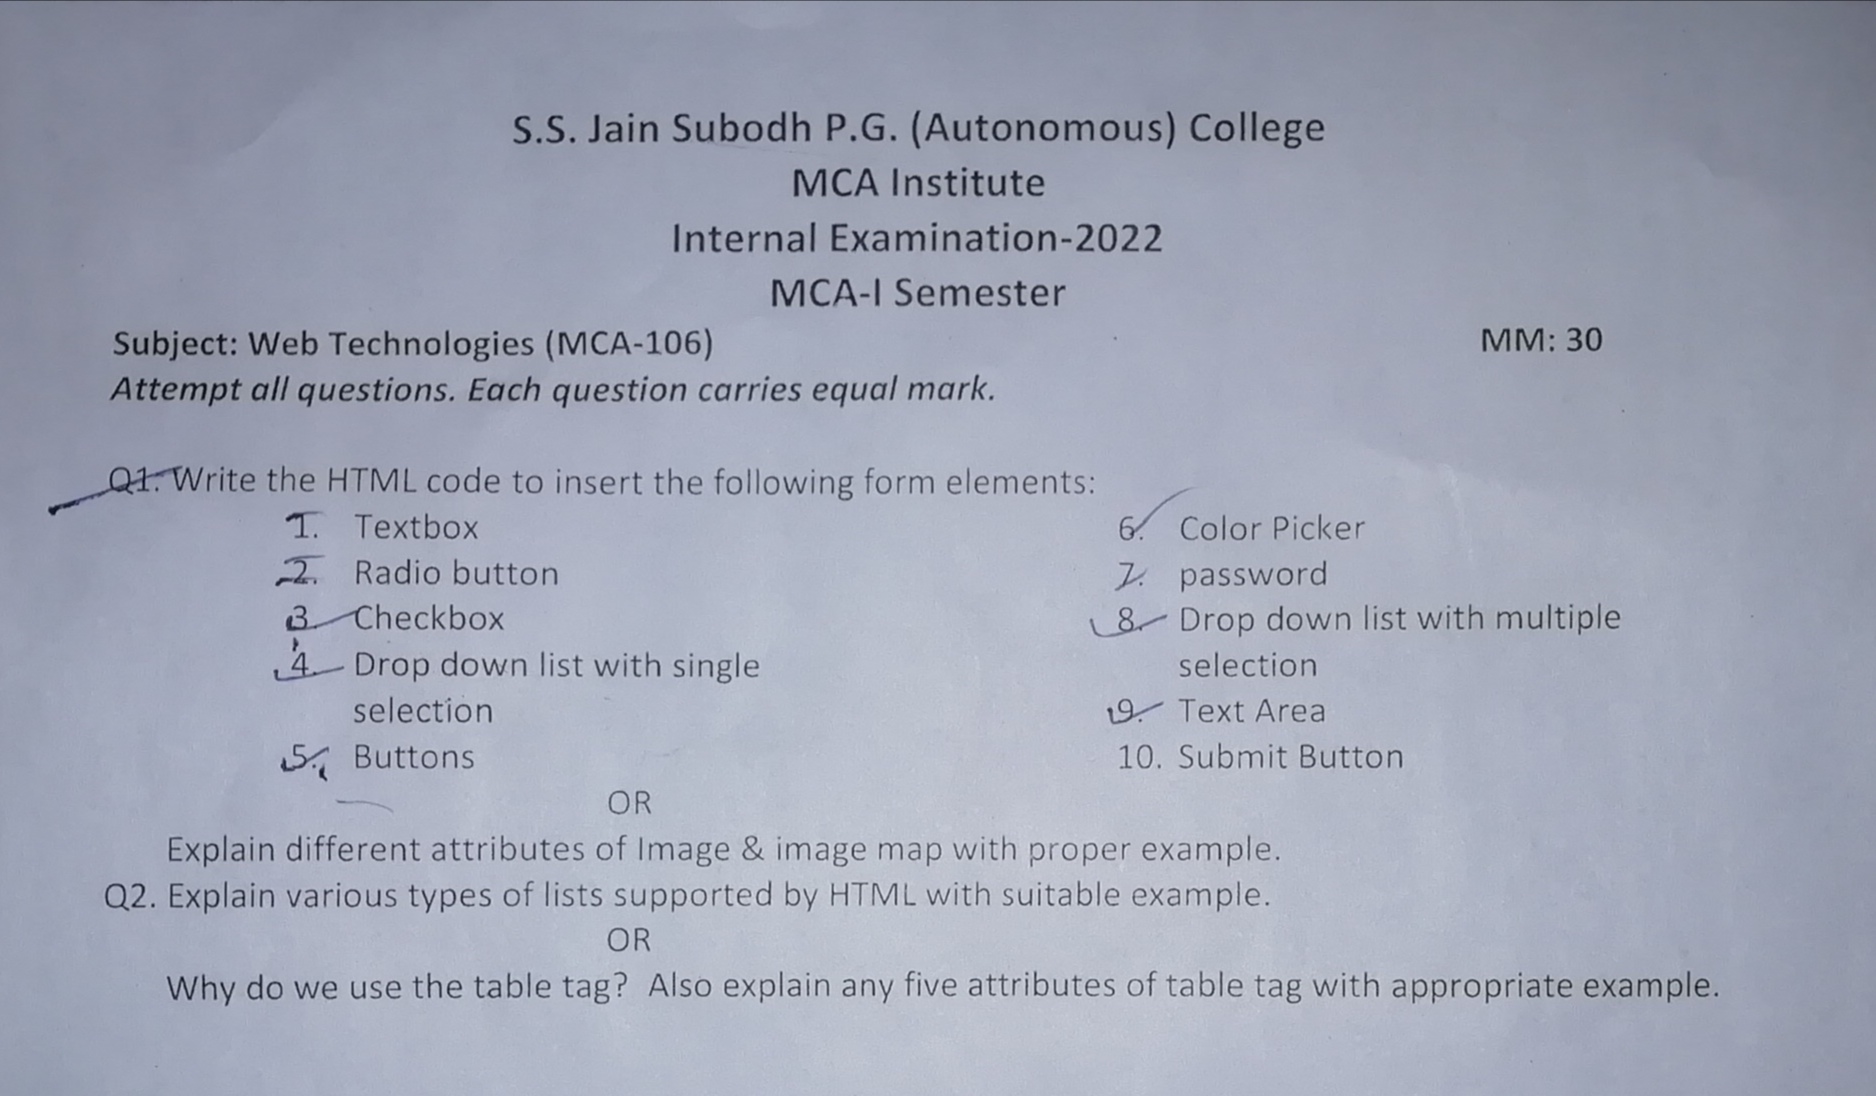 S.S. Jain Subodh P.G. (Autonomous) College
MCA Institute
Internal Examination-2022
MCA-I Semester
Subject: Web Technologies (MCA-106) MM: 30
Attempt all questions. Each question carries equal mark.
Q1. Write the HTML code to insert the following form elements:
1. Textbox
2. Radio button
3. Checkbox
4. Drop down list with single
selection
5. Buttons
6. Color Picker
7. password
8. Drop down list with multiple
selection
9. Text Area
10. Submit Button
OR
Explain different attributes of Image & image map with proper example.
Q2. Explain various types of lists supported by HTML with suitable example.
OR
Why do we use the table tag? Also explain any five attributes of table tag with appropriate example.